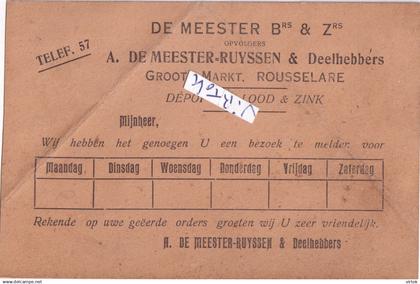 DE MEESTER BRS & ZRS
OPVOLGERS
TELEF. 57
A. DE MEESTER-RUYSSEN & Deelhebbers
GROOTE MARKT. ROUSSELARE
LOOD & ZINK
Mijnheer,
Wij hebben het genoegen U een bezoek te melden voor
Maandag Dinsdag Woensdag Donderdag Vrijdag Zaterdag
Rekende op uwe geëerde orders groeten wij U zeer vriendelijk.
A. DE MEESTER-RUYSSEN & Deelhebbers